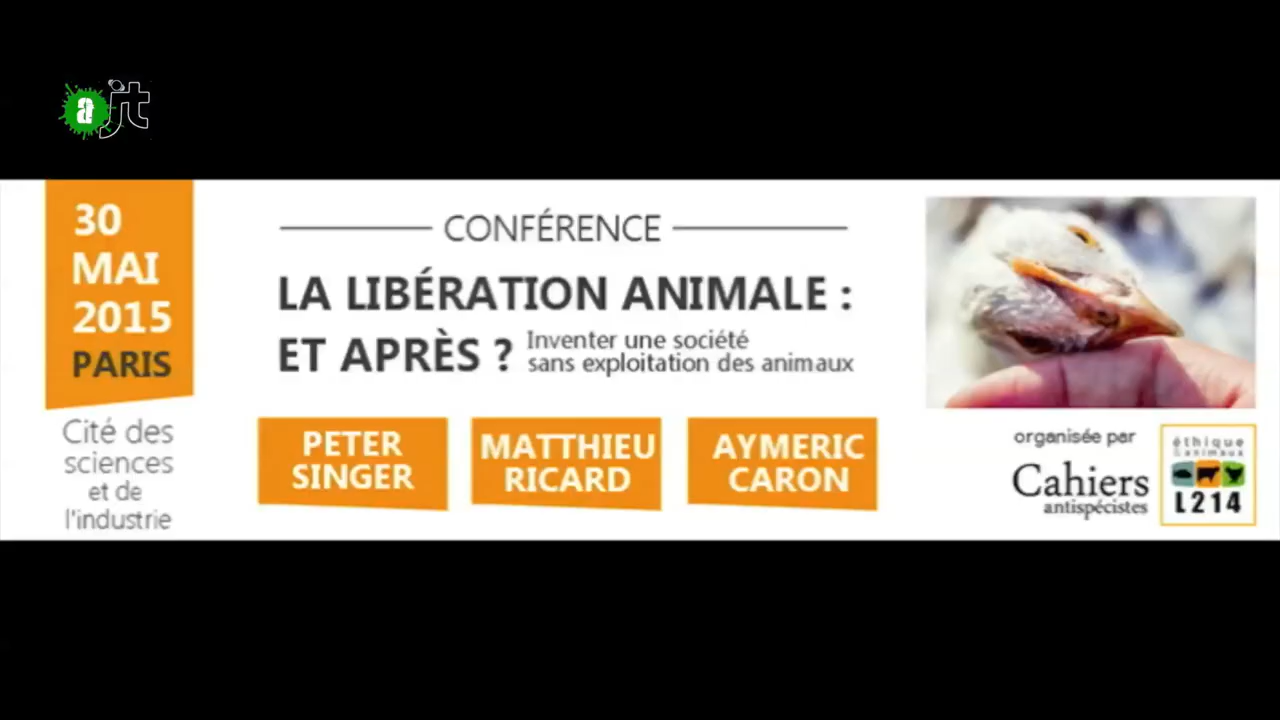 a jt
30
MAI
2015
PARIS
Cité des
sciences
et de
l'industrie
CONFÉRENCE
LA LIBÉRATION ANIMALE :
ET APRÈS ? Inventer une société
sans exploitation des animaux
PETER
SINGER
MATTHIEU
RICARD
AYMERIC
CARON
organisée par
Cahiers
antispécistes
éthique
& animaux
L214